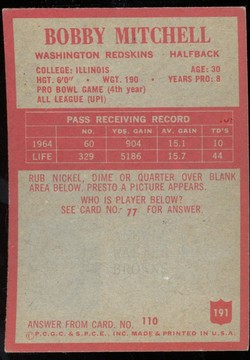 BOBBY MITCHELL
WASHINGTON REDSKINS HALFBACK
COLLEGE: ILLINOIS AGE: 30
HGT. 6'0" • WGT. 190 • YEARS PRO: 8
PRO BOWL GAME (4th year)
ALL LEAGUE (UPI)
PASS RECEIVING RECORD
NO. YDS. GAIN AV. GAIN TD
1964 60 904 15.1 10
LIFE 329 5186 15.7 44
RUB NICKEL, DIME OR QUARTER OVER BLANK
AREA BELOW. PRESTO A PICTURE APPEARS.
WHO IS PLAYER BELOW?
SEE CARD NO. 77 FOR ANSWER.
BROWN
191
ANSWER FROM CARD. NO. 110
© P.C.G.C. & S.P.C.E. INC. MADE & PRINTED IN U.S.A.